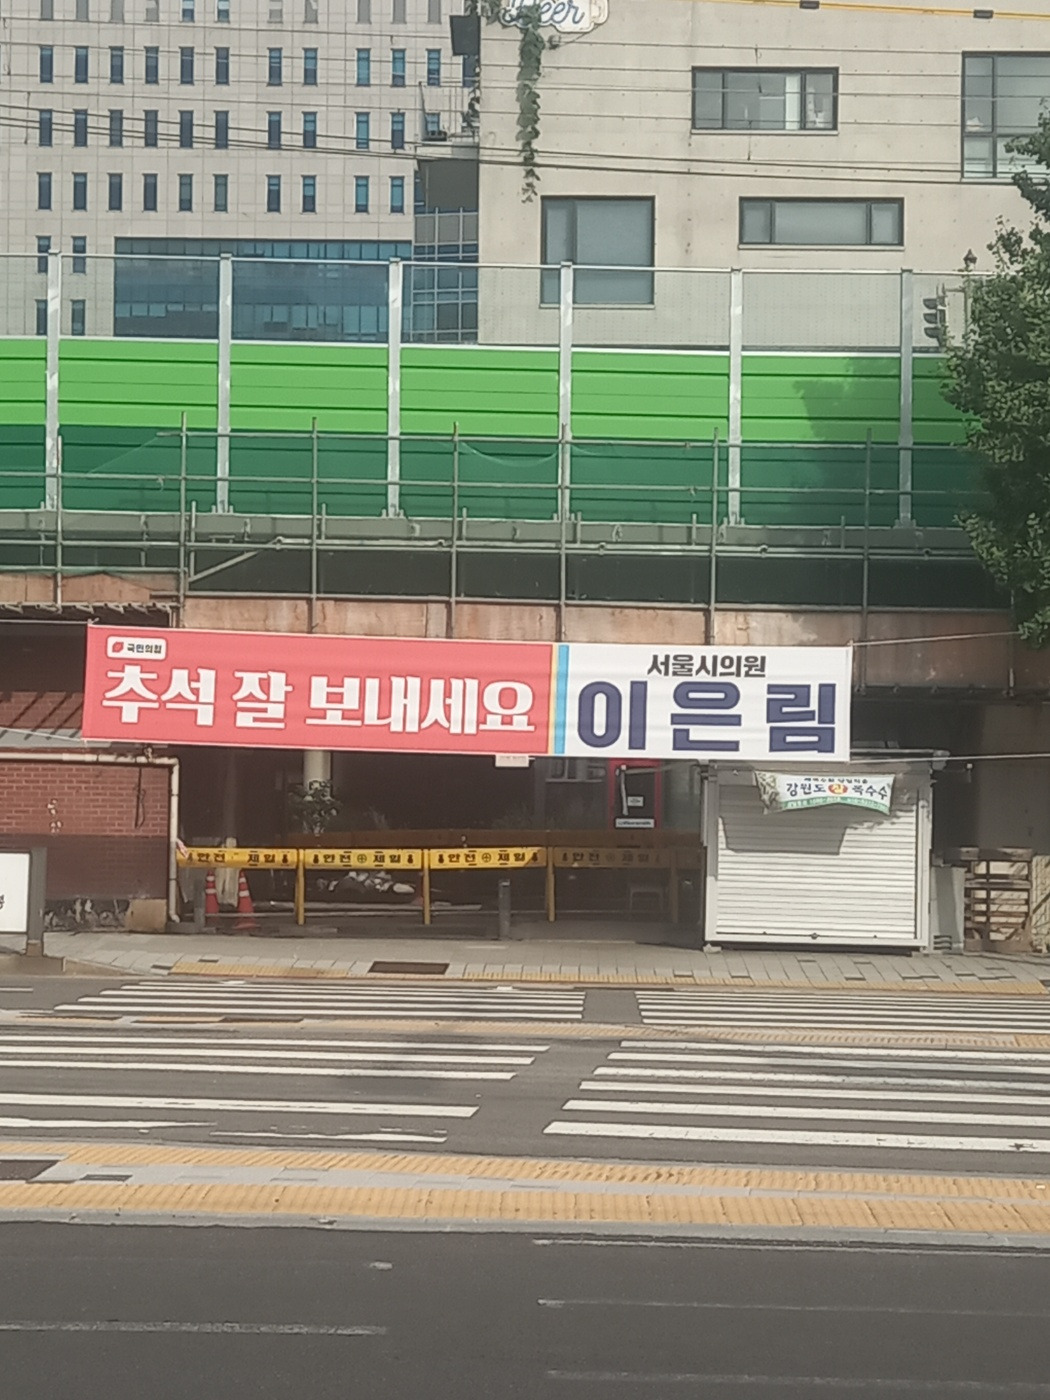 Beer
국민의힘
추석 잘 보내세요
서울시의원
이은림
강원도 찰옥수수
안전 제일
안전 제일
안전 제일
안전 제일